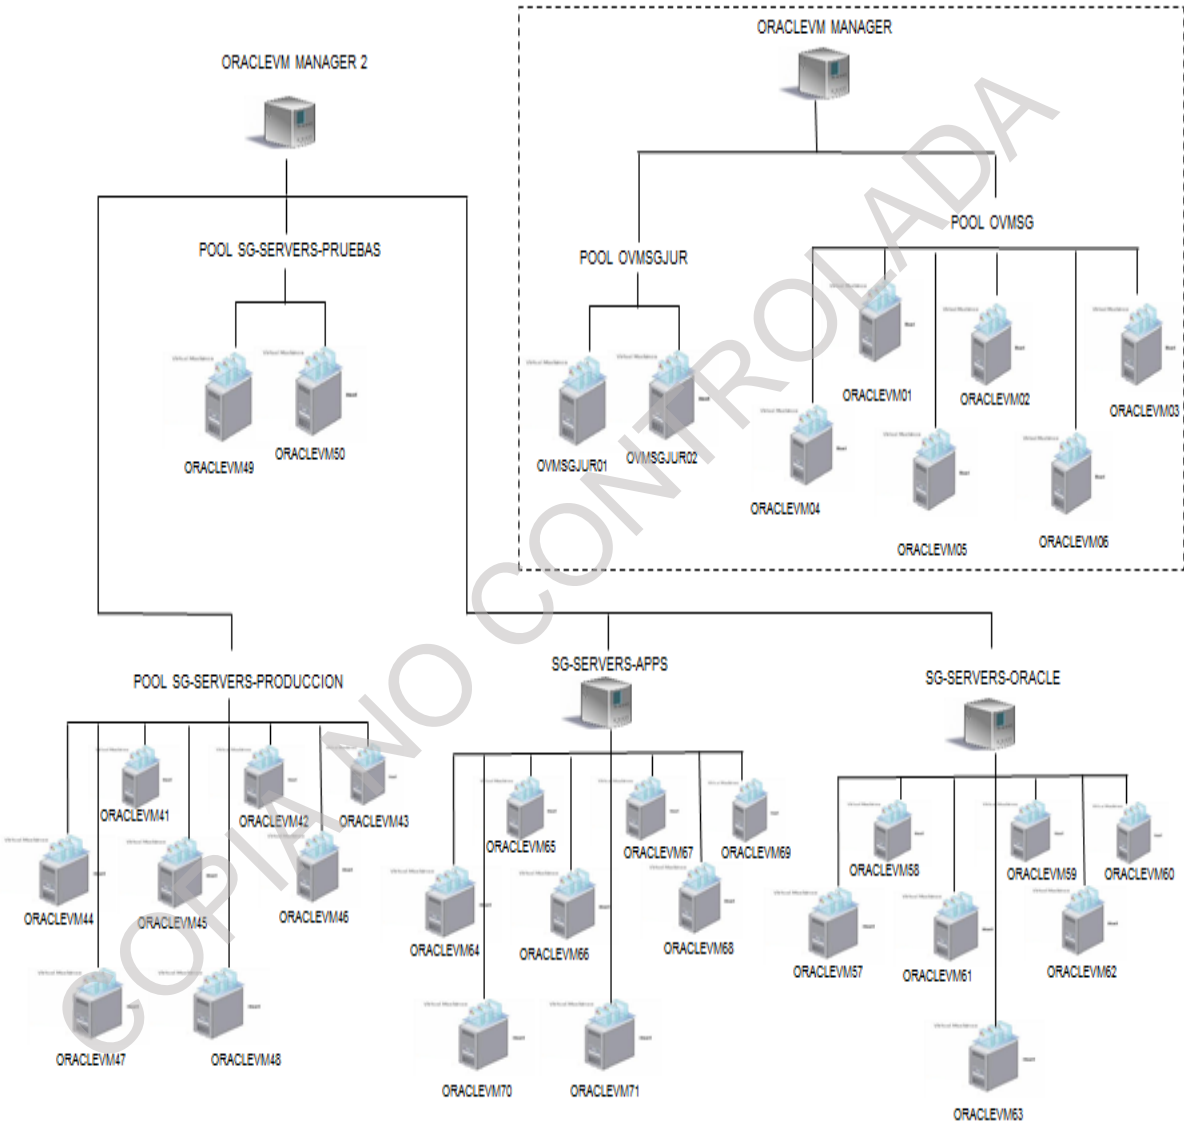 ORACLEVM MANAGER
ORACLEVM MANAGER 2
POOL OVMSG
POOL SG-SERVERS-PRUEBAS
POOL OVMSGJUR
Virtual Machines
ORACLEVM01
ORACLEVM02
ORACLEVM03
ORACLEVM04
ORACLEVM05
ORACLEVM06
OVMSGJUR01
OVMSGJUR02
ORACLEVM49
ORACLEVM50
SG-SERVERS-APPS
SG-SERVERS-ORACLE
POOL SG-SERVERS-PRODUCCION
ORACLEVM41
ORACLEVM42
ORACLEVM43
ORACLEVM44
ORACLEVM45
ORACLEVM46
ORACLEVM47
ORACLEVM48
ORACLEVM65
ORACLEVM67
ORACLEVM69
ORACLEVM64
ORACLEVM66
ORACLEVM68
ORACLEVM70
ORACLEVM71
ORACLEVM58
ORACLEVM59
ORACLEVM60
ORACLEVM57
ORACLEVM61
ORACLEVM62
ORACLEVM63
COPIA NO CONTROLADA